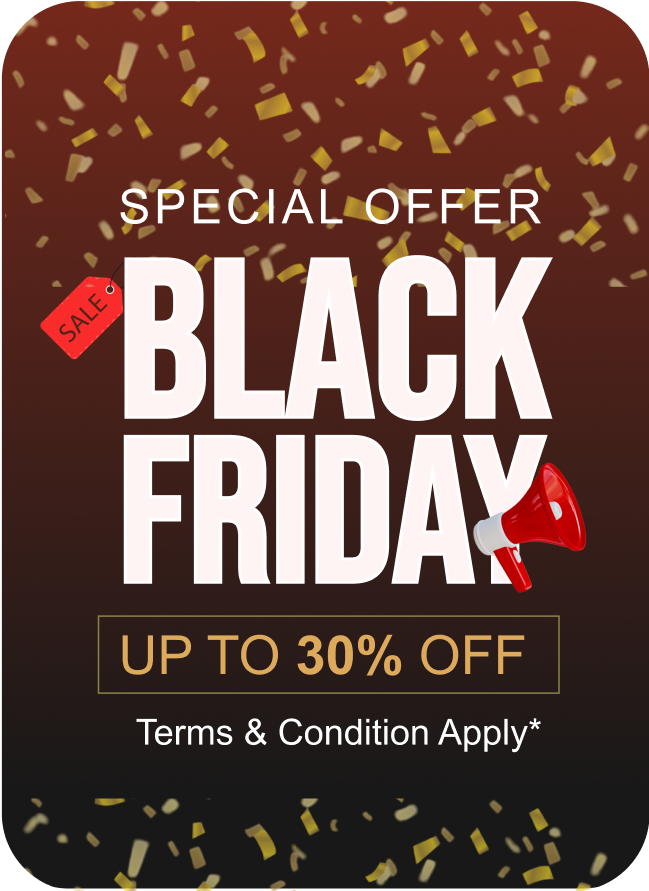 SPECIAL OFFER
SALE
BLACK
FRIDAY
UP TO 30% OFF
Terms & Condition Apply*